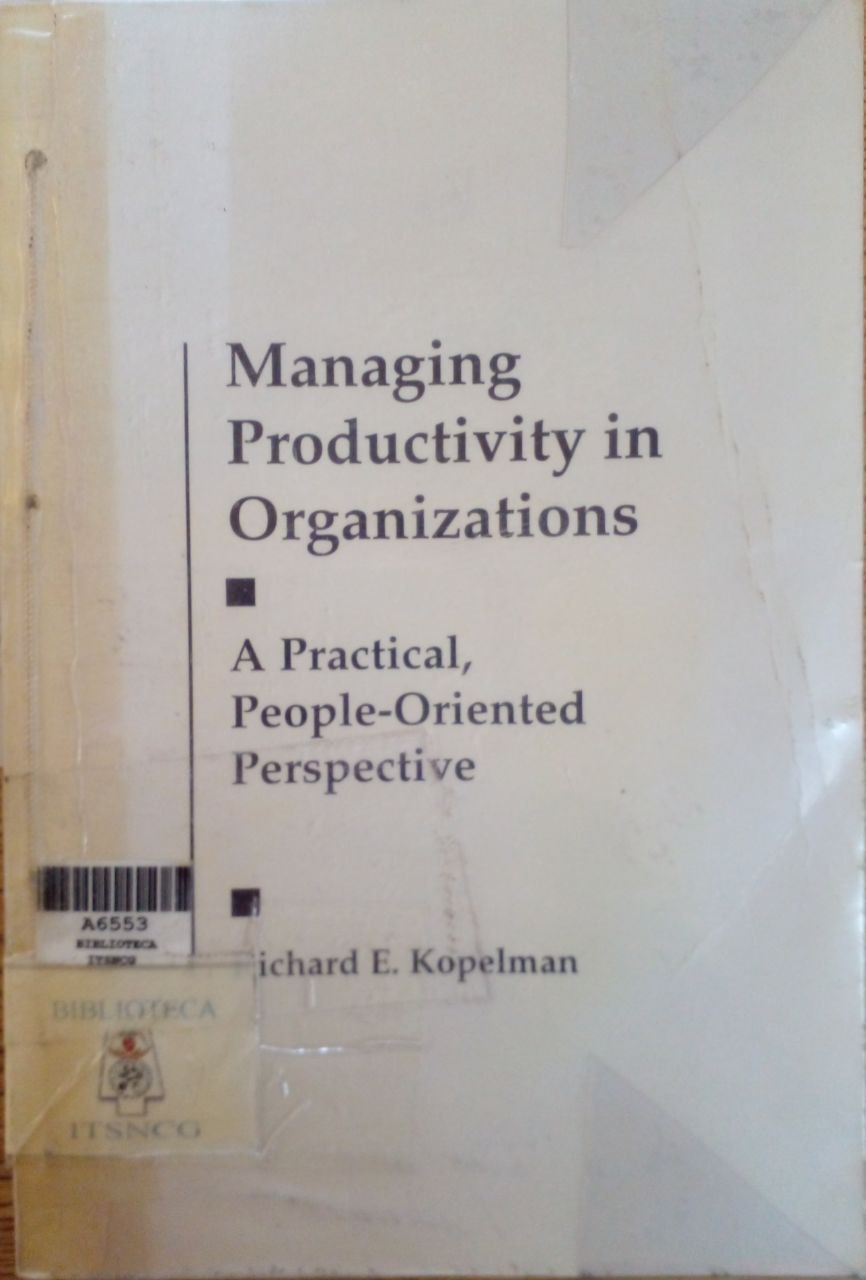 Managing
Productivity in
Organizations
A Practical,
People-Oriented
Perspective
ichard E. Kopelman
A6553
BIBLIOTECA
ITSNCG
BIBLIOTECA
ITSNCG